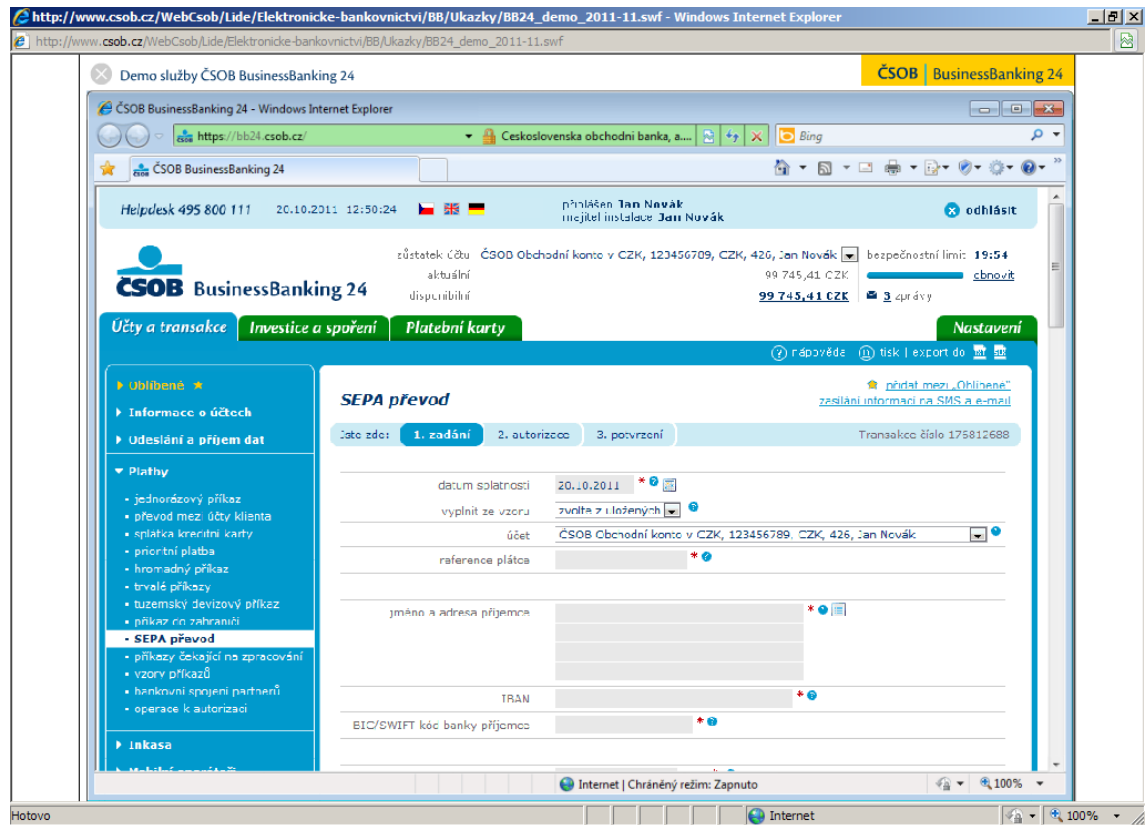 http://www.csob.cz/WebCsob/Lide/Elektronicke-bankovnictvi/BB/Ukazky/BB24_demo_2011-11.swf - Windows Internet Explorer
http://www.csob.cz/WebCsob/Lide/Elektronicke-bankovnictvi/BB/Ukazky/BB24_demo_2011-11.swf
Demo služby ČSOB BusinessBanking 24
ČSOB | BusinessBanking 24
ČSOB BusinessBanking 24 - Windows Internet Explorer
https://bb24.csob.cz/
Ceskoslovenska obchodni banka, a....
Bing
ČSOB BusinessBanking 24
Helpdesk 495 800 111 20.10.2011 12:50:24
přihlášen Jan Novák
majitel instalace Jan Novák
odhlásit
zůstatek účtu ČSOB Obchodní konto v CZK, 123456789, CZK, 426, Jan Novák
bezpečnostní limit 19:54
aktuální 99 745,41 CZK
obnovit
ČSOB BusinessBanking 24
disponibilní 99 745,41 CZK
3 zprávy
Účty a transakce Investice a spoření Platební karty Nastavení
nápověda tisk | export do
Oblíbené
Informace o účtech
Odeslání a příjem dat
Platby
jednorázový příkaz
převod mezi účty klienta
splátka kreditní karty
prioritní platba
hromadný příkaz
trvalé příkazy
tuzemský devizový příkaz
příkaz do zahraničí
SEPA převod
příkazy čekající na zpracování
vzory příkazů
bankovní spojení partnerů
operace k autorizaci
Inkasa
Mobilní operátoři
přidat mezi „Oblíbené"
SEPA převod
zasílání informací na SMS a e-mail
Jste zde: 1. zadání 2. autorizace 3. potvrzení Transakce číslo 175812688
datum splatnosti 20.10.2011 *
vyplnit ze vzoru zvolte z uložených
účet ČSOB Obchodní konto v CZK, 123456789, CZK, 426, Jan Novák
reference plátce *
jméno a adresa příjemce *
IBAN *
BIC/SWIFT kód banky příjemce *
Internet | Chráněný režim: Zapnuto
100%
Hotovo
Internet
100%